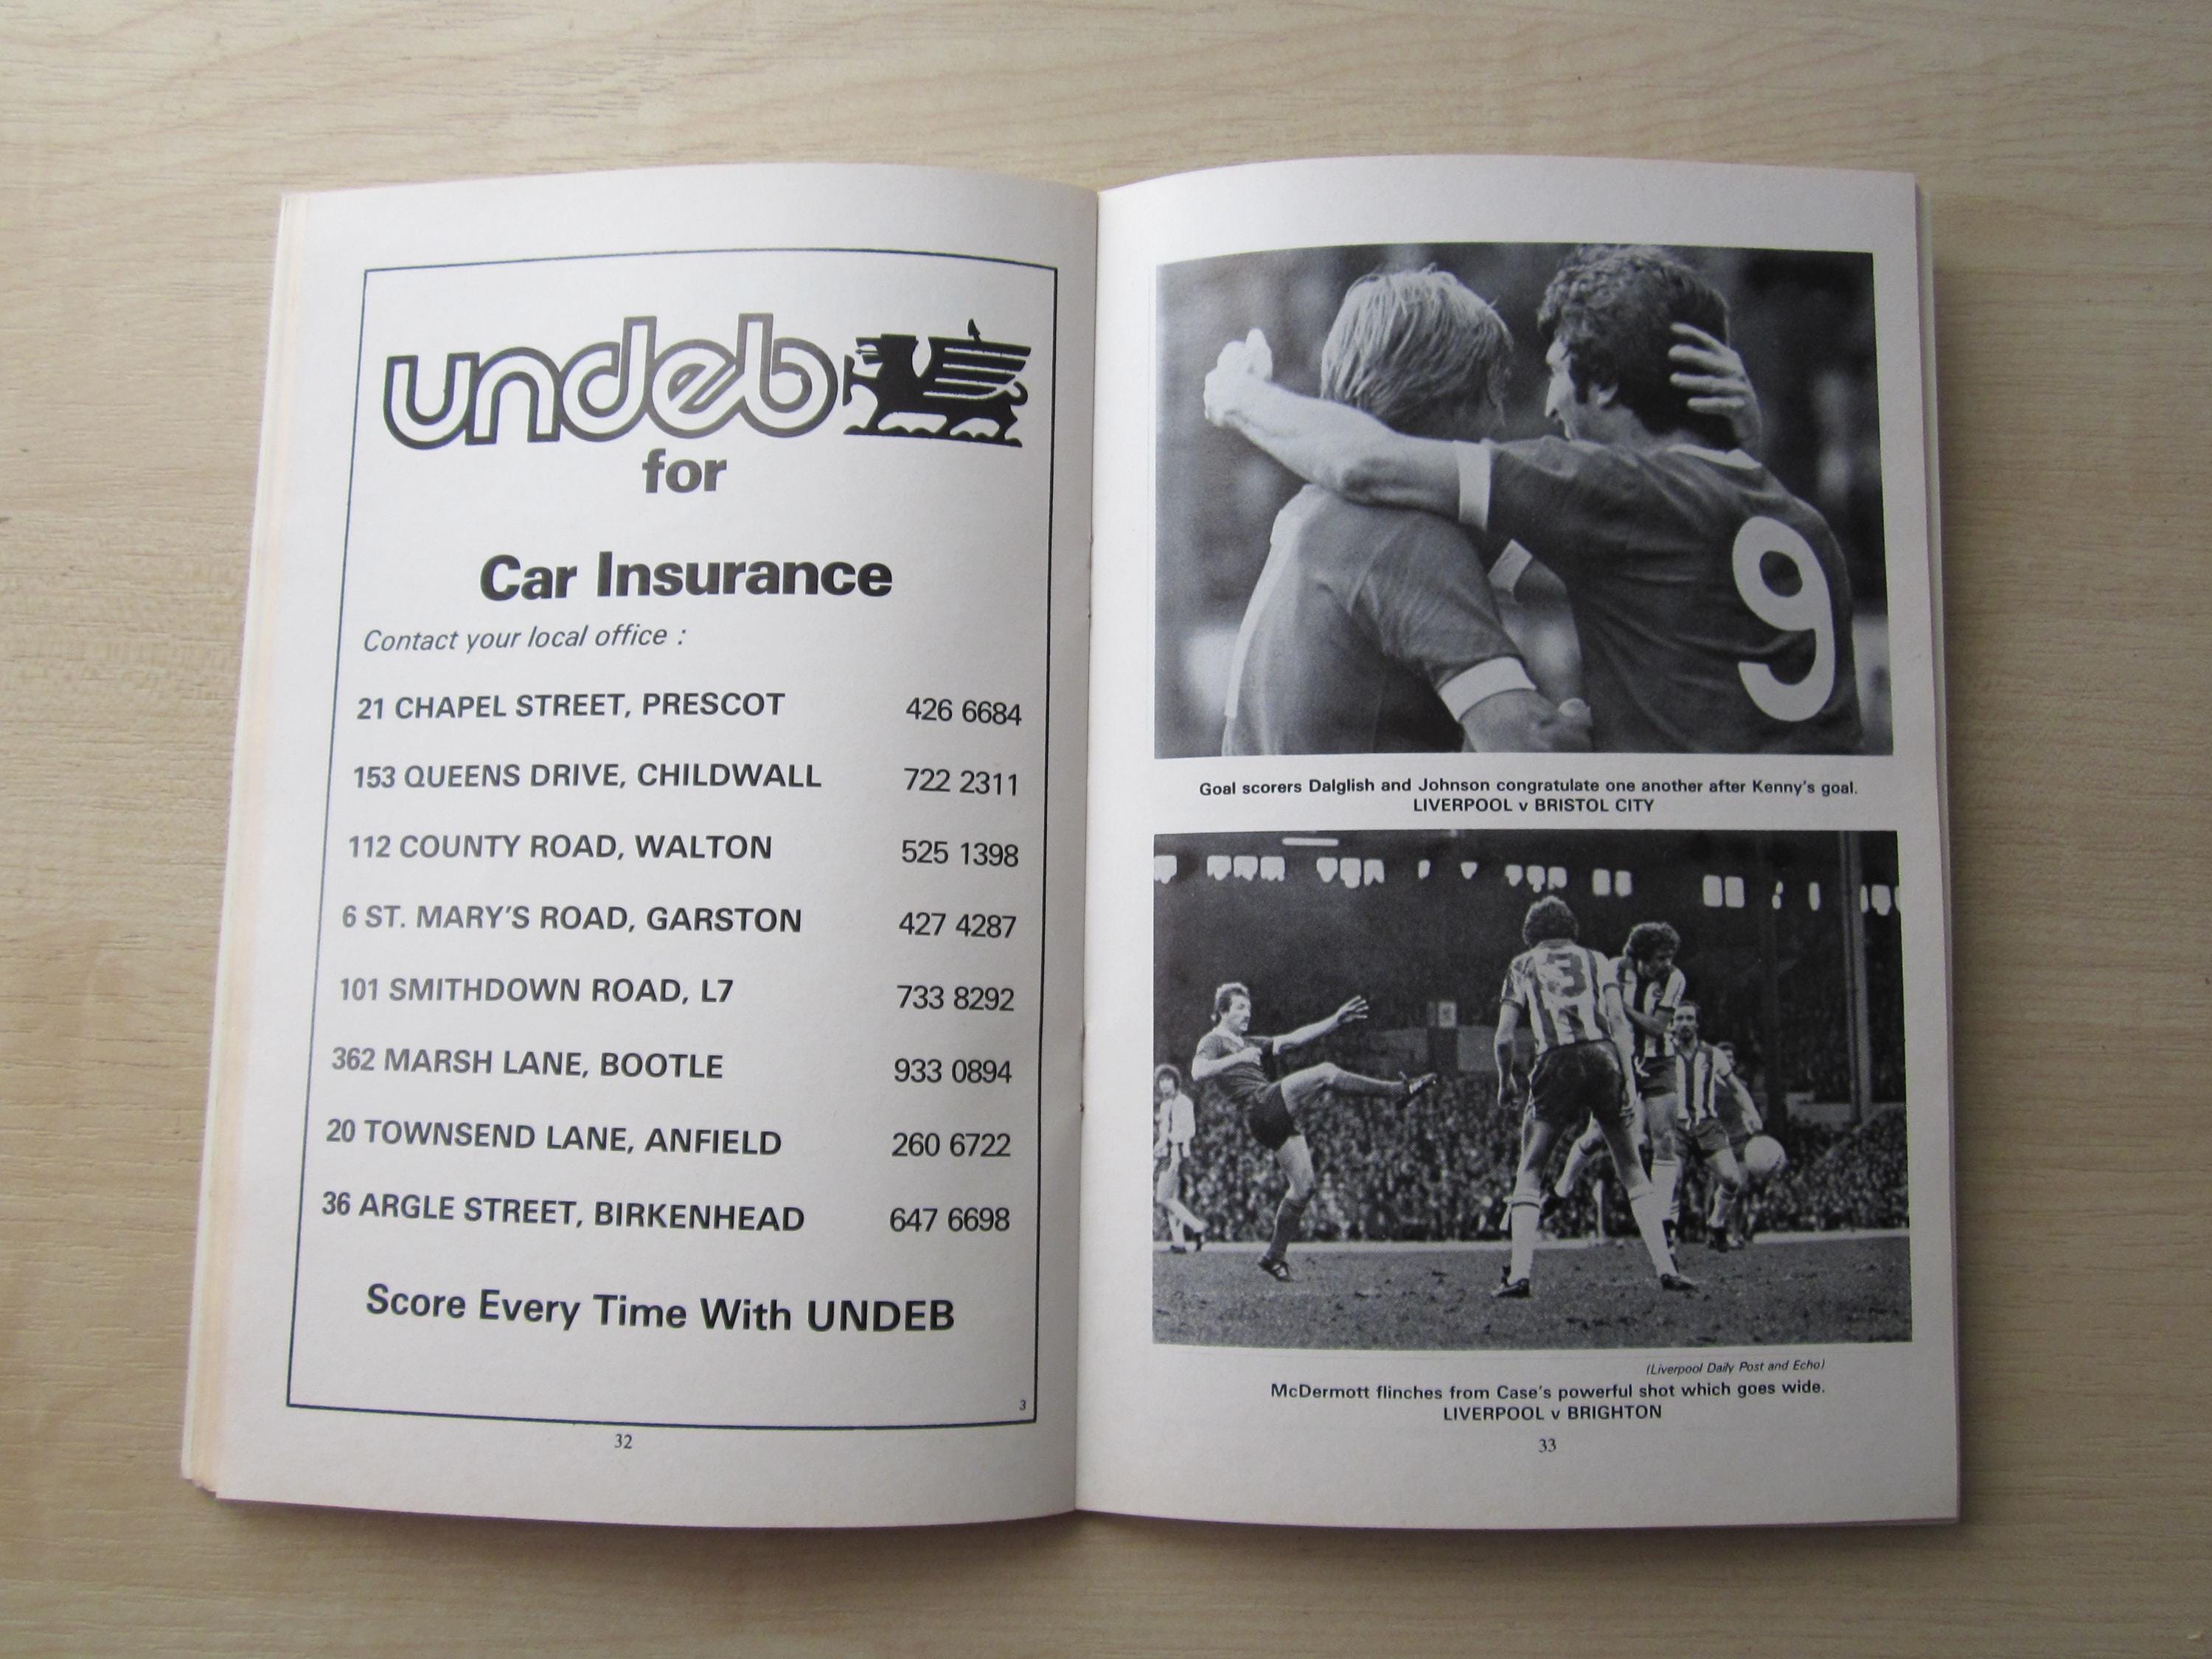 undeb
for
Car Insurance
Contact your local office :
21 CHAPEL STREET, PRESCOT 426 6684
153 QUEENS DRIVE, CHILDWALL 722 2311
112 COUNTY ROAD, WALTON 525 1398
6 ST. MARY'S ROAD, GARSTON 427 4287
101 SMITHDOWN ROAD, L7 733 8292
362 MARSH LANE, BOOTLE 933 0894
20 TOWNSEND LANE, ANFIELD 260 6722
36 ARGLE STREET, BIRKENHEAD 647 6698
Score Every Time With UNDEB
3
32
9
Goal scorers Dalglish and Johnson congratulate one another after Kenny's goal.
LIVERPOOL v BRISTOL CITY
3
(Liverpool Daily Post and Echo)
McDermott flinches from Case's powerful shot which goes wide.
LIVERPOOL v BRIGHTON
33